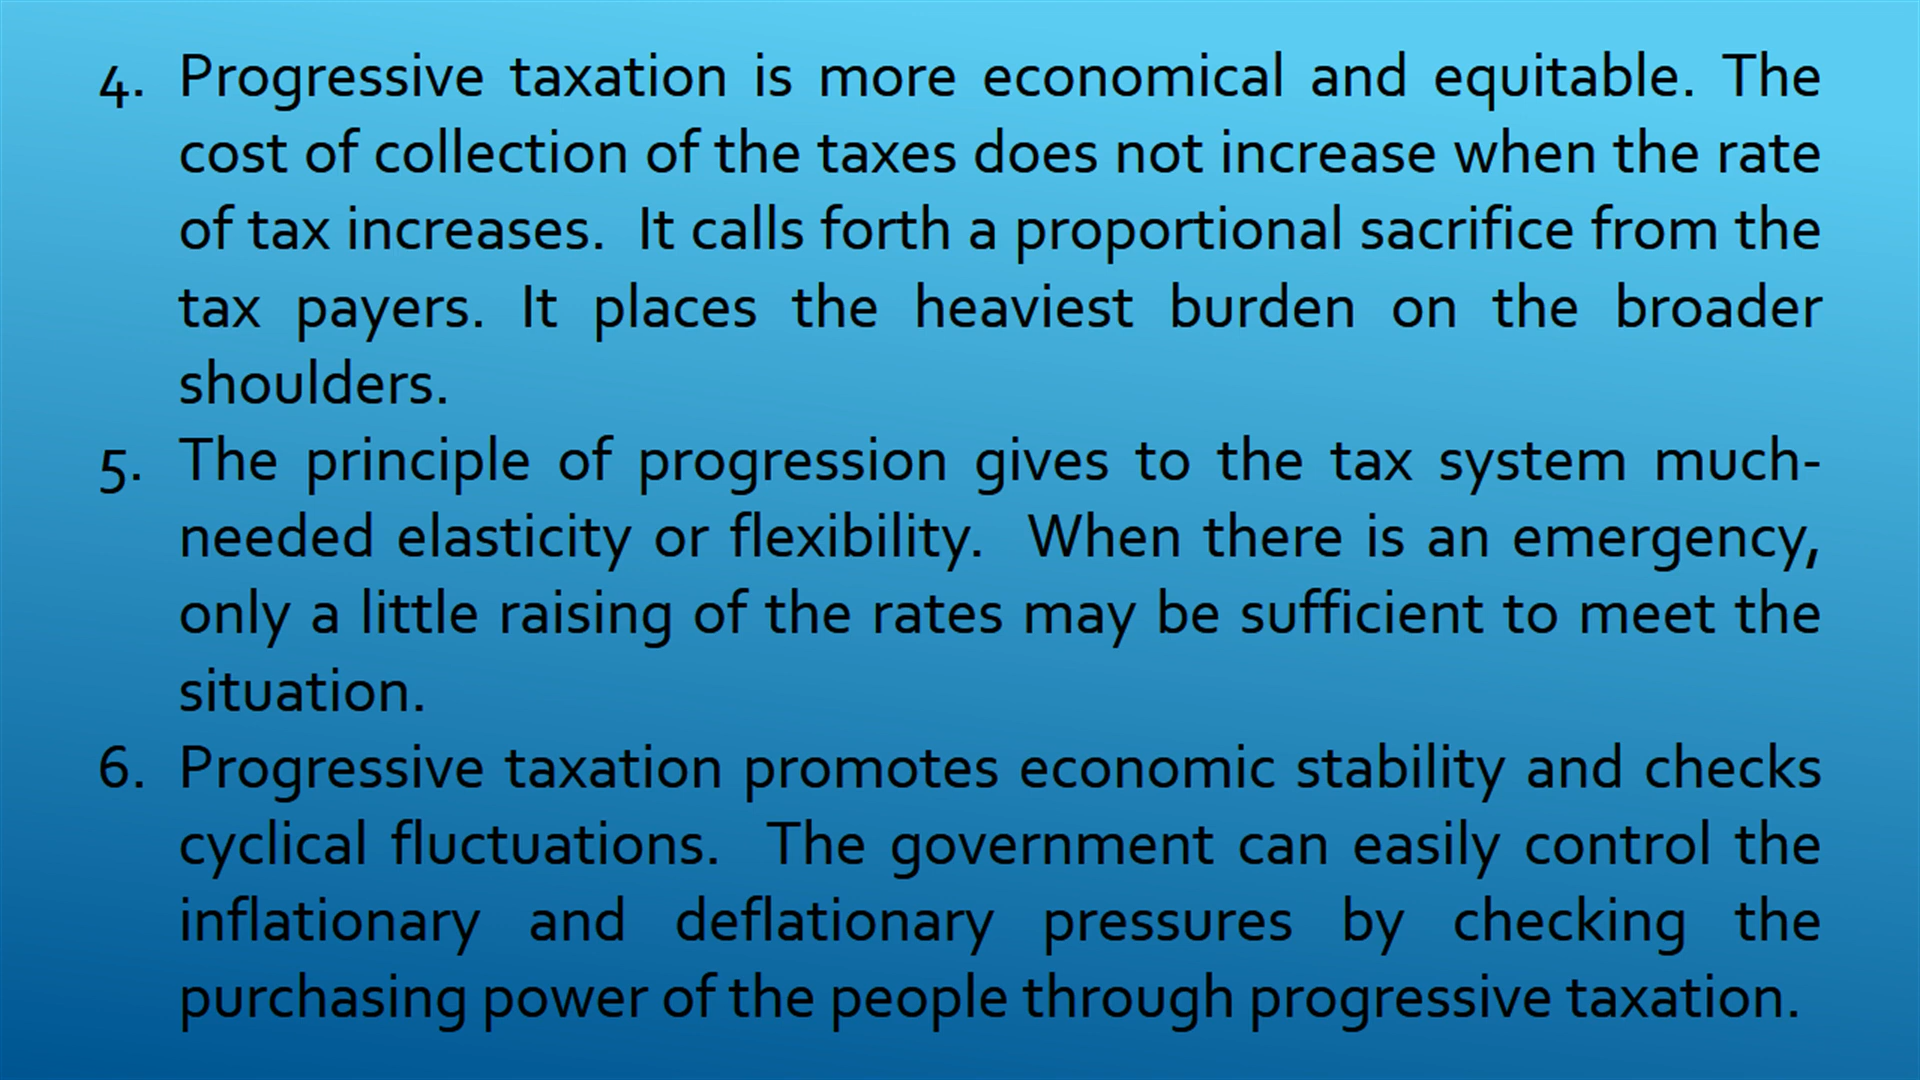 4. Progressive taxation is more economical and equitable. The
cost of collection of the taxes does not increase when the rate
of tax increases.  It calls forth a proportional sacrifice from the
tax payers. It places the heaviest burden on the broader
shoulders.
5. The principle of progression gives to the tax system much-
needed elasticity or flexibility.  When there is an emergency,
only a little raising of the rates may be sufficient to meet the
situation.
6. Progressive taxation promotes economic stability and checks
cyclical fluctuations.  The government can easily control the
inflationary and deflationary pressures by checking the
purchasing power of the people through progressive taxation.